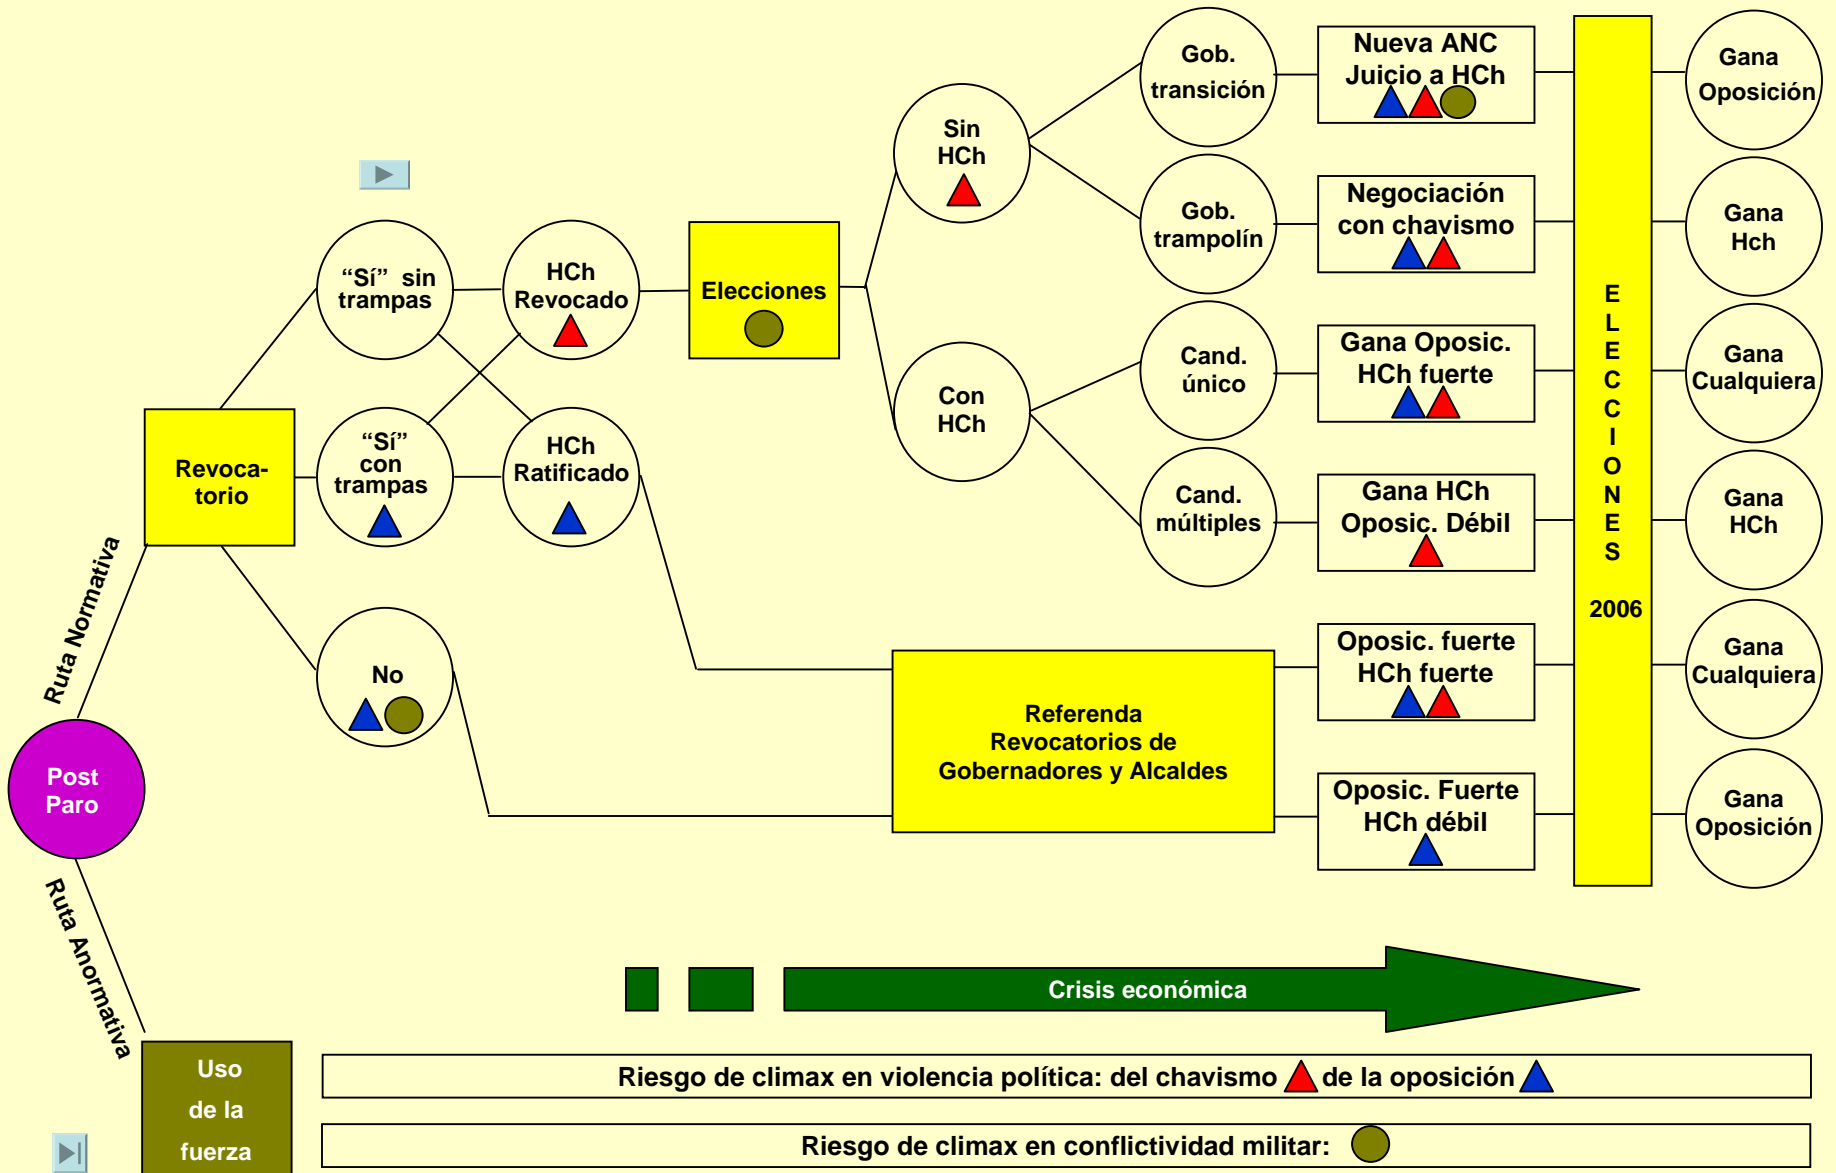 Post
Paro
Ruta Normativa
Ruta Anormativa
Revoca-
torio
“Sí” sin
trampas
“Sí”
con
trampas
No
HCh
Revocado
HCh
Ratificado
Elecciones
Sin
HCh
Con
HCh
Gob.
transición
Gob.
trampolín
Cand.
único
Cand.
múltiples
Referenda
Revocatorios de
Gobernadores y Alcaldes
Nueva ANC
Juicio a HCh
Negociación
con chavismo
Gana Oposic.
HCh fuerte
Gana HCh
Oposic. Débil
Oposic. fuerte
HCh fuerte
Oposic. Fuerte
HCh débil
ELECCIONES
2006
Gana
Oposición
Gana
Hch
Gana
Cualquiera
Gana
HCh
Gana
Cualquiera
Gana
Oposición
Crisis económica
Uso
de la
fuerza
Riesgo de climax en violencia política: del chavismo de la oposición
Riesgo de climax en conflictividad militar: